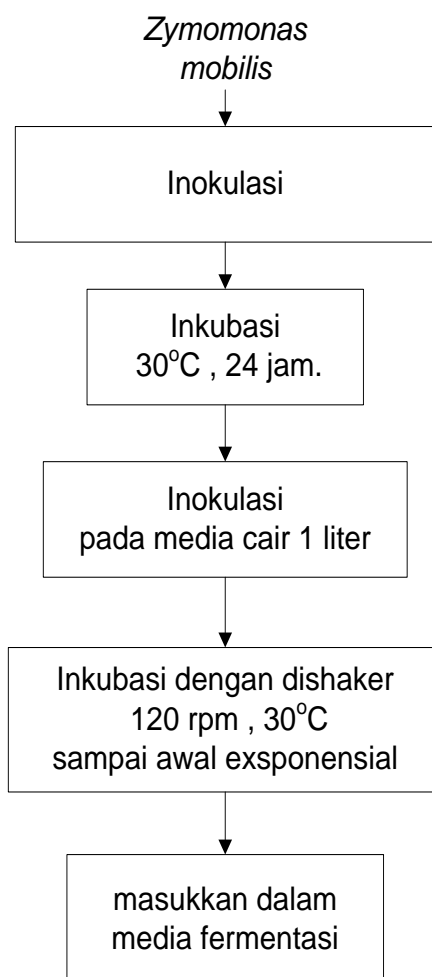 Zymomonas
mobilis
Inokulasi
Inkubasi
30°C , 24 jam.
Inokulasi
pada media cair 1 liter
Inkubasi dengan dishaker
120 rpm , 30°C
sampai awal exsponensial
masukkan dalam
media fermentasi